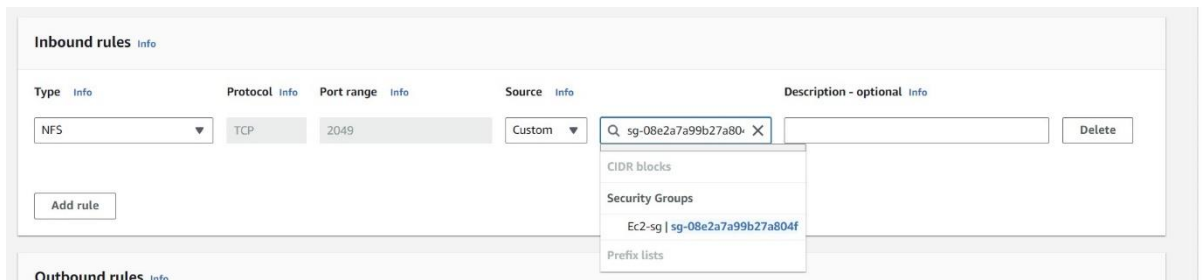 Inbound rules Info
Type Info Protocol Info Port range Info Source Info Description - optional Info
NFS TCP 2049 Custom sg-08e2a7a99b27a80 Delete
CIDR blocks
Add rule Security Groups
Ec2-sg | sg-08e2a7a99b27a804f
Prefix lists
Outbound rules Info